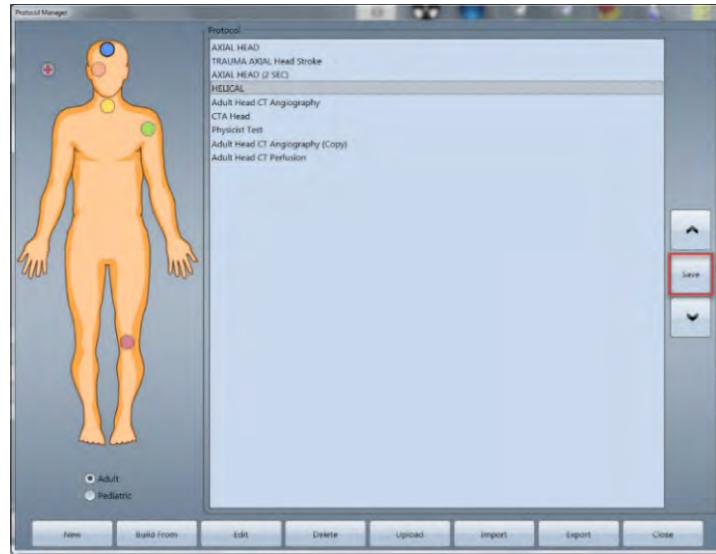 Protocol Manager
Protocol
AXIAL HEAD
TRAUMA AXIAL Head Stroke
AXIAL HEAD (2 SEC)
HELICAL
Adult Head CT Angiography
CTA Head
Physicist Test
Adult Head CT Angiography (Copy)
Adult Head CT Perfusion
Save
Adult
Pediatric
New
Build From
Edit
Delete
Upload
Import
Export
Close